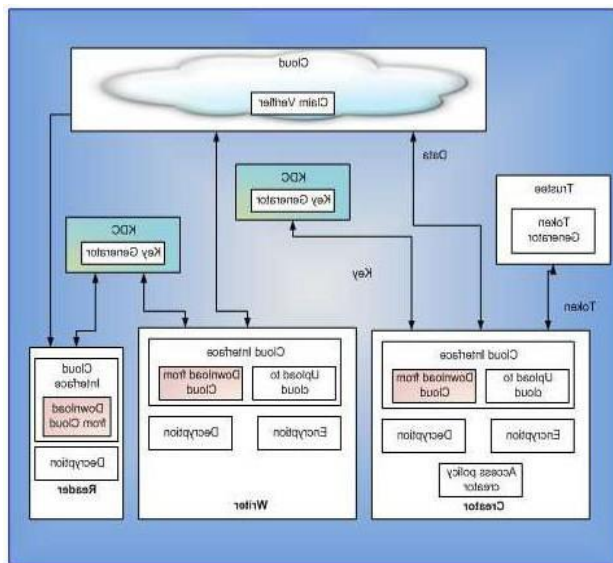 Cloud
Claim Verifier
Data
KDC
Key Generator
Trustee
Token
Generator
KDC
Key Generator
Key
Token
Cloud Interface
Upload to
cloud
Download from
Cloud
Encryption
Decryption
Access policy
creator
Creator
Cloud Interface
Upload to
cloud
Download from
Cloud
Encryption
Decryption
Writer
Cloud
Interface
Download
from Cloud
Decryption
Reader